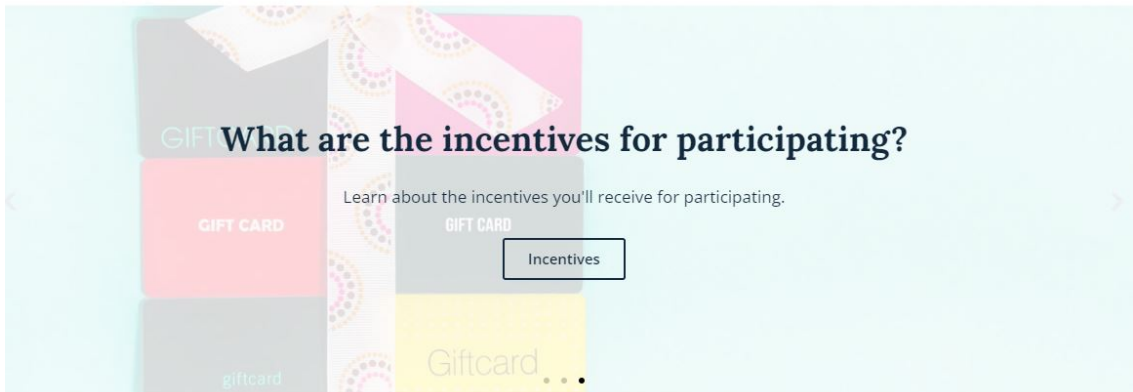 GIFT CARD
What are the incentives for participating?
Learn about the incentives you'll receive for participating.
GIFT CARD
GIFT CARD
Incentives
Giftcard
giftcard